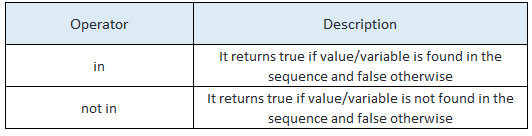 Operator Description
in It returns true if value/variable is found in the
sequence and false otherwise
not in It returns true if value/variable is not found in the
sequence and false otherwise